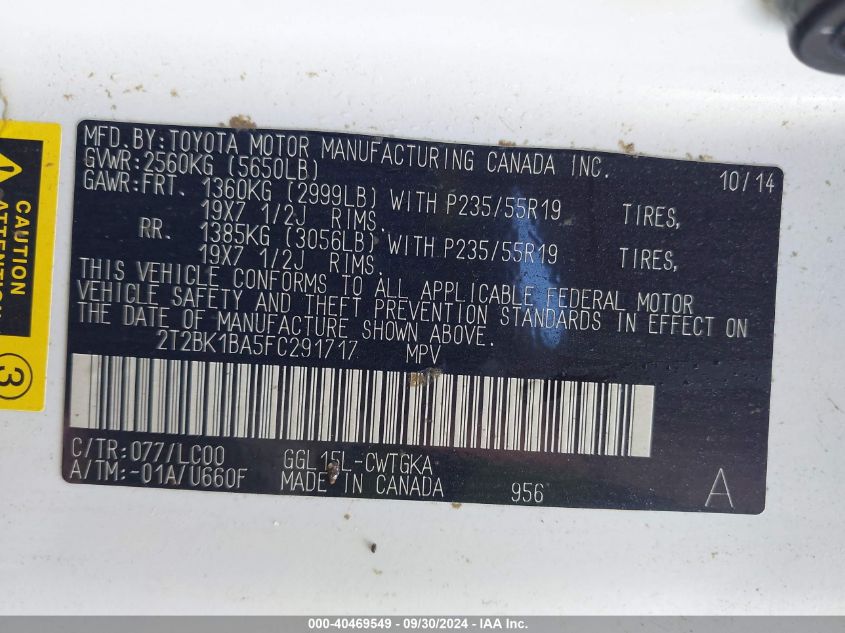 MFD. BY: TOYOTA MOTOR MANUFACTURING CANADA INC. 10/14
GVWR: 2560KG (5650LB)
GAWR: FRT. 1360KG (2999LB) WITH P235/55R19 TIRES,
19X7 1/2J RIMS.
RR. 1385KG (3056LB) WITH P235/55R19 TIRES,
19X7 1/2J RIMS.
THIS VEHICLE CONFORMS TO ALL APPLICABLE FEDERAL MOTOR
VEHICLE SAFETY AND THEFT PREVENTION STANDARDS IN EFFECT ON
THE DATE OF MANUFACTURE SHOWN ABOVE.
2T2BK1BA5FC291717 MPV
C/TR: 077/LC00 GGL15L-CWTGKA
A/TM: -01A/U660F MADE IN CANADA 956 A
CAUTION
ATTENTION
3
000-40469549 - 09/30/2024 - IAAI.com